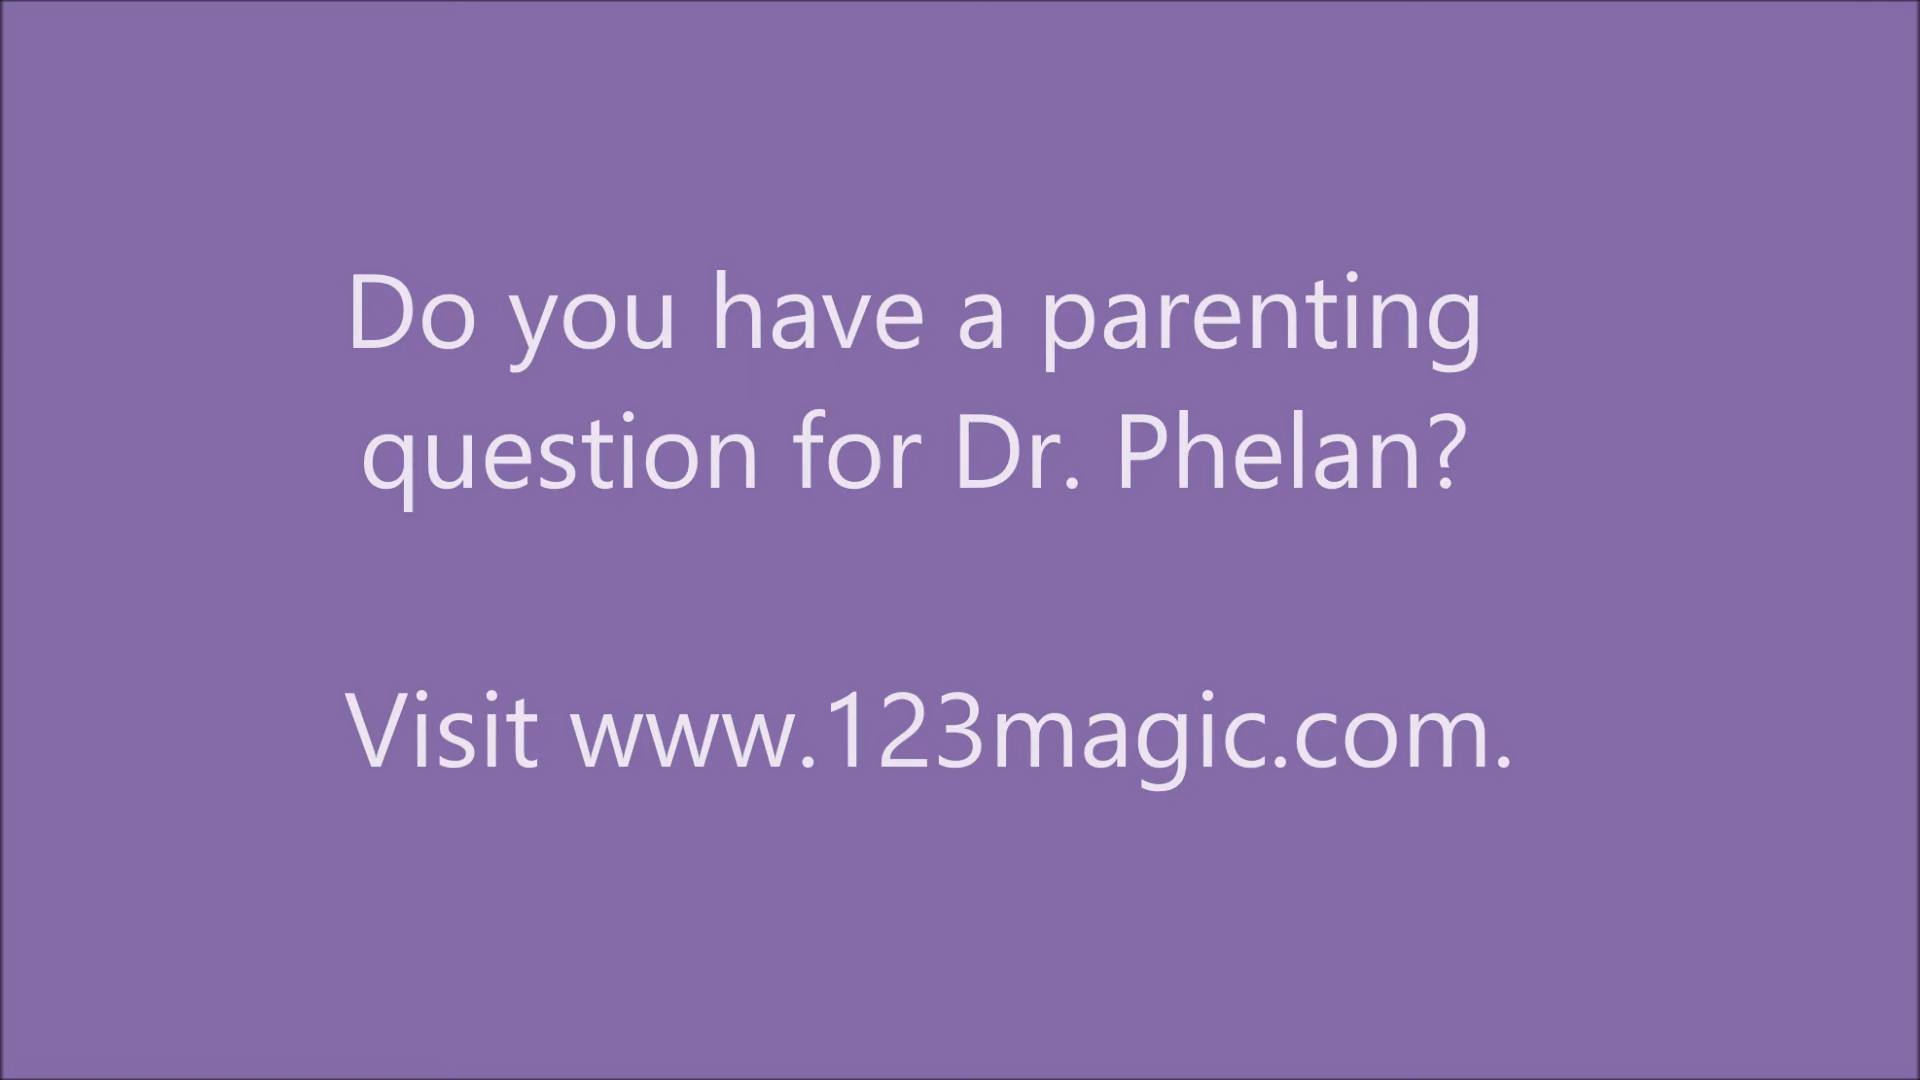 Do you have a parenting
question for Dr. Phelan?
Visit www.123magic.com.